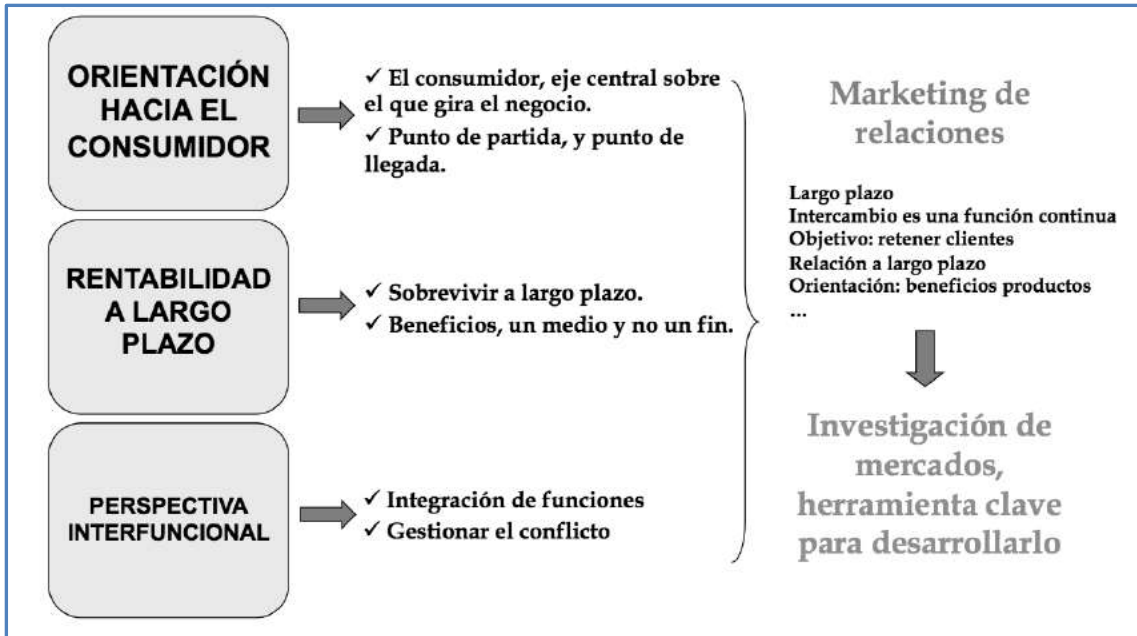 ORIENTACIÓN
HACIA EL
CONSUMIDOR
✓ El consumidor, eje central sobre
el que gira el negocio.
✓ Punto de partida, y punto de
llegada.
RENTABILIDAD
A LARGO
PLAZO
✓ Sobrevivir a largo plazo.
✓ Beneficios, un medio y no un fin.
PERSPECTIVA
INTERFUNCIONAL
✓ Integración de funciones
✓ Gestionar el conflicto
Marketing de
relaciones
Largo plazo
Intercambio es una función continua
Objetivo: retener clientes
Relación a largo plazo
Orientación: beneficios productos
...
Investigación de
mercados,
herramienta clave
para desarrollarlo